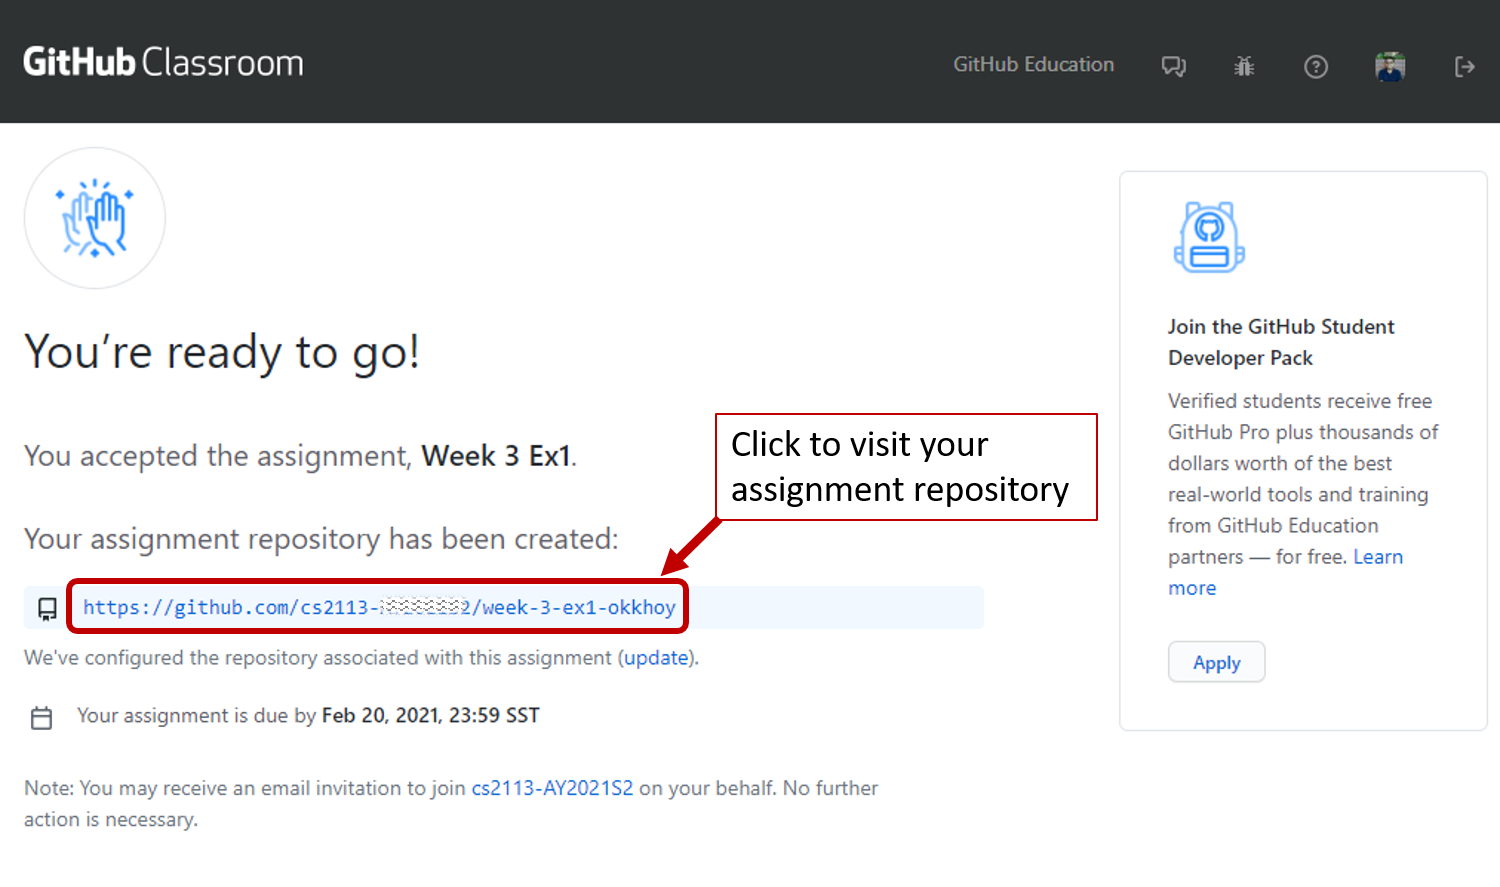 GitHub Classroom
GitHub Education
You're ready to go!
You accepted the assignment, Week 3 Ex1.
Your assignment repository has been created:
Click to visit your
assignment repository
https://github.com/cs2113-2/week-3-ex1-okkhoy
We've configured the repository associated with this assignment (update).
Your assignment is due by Feb 20, 2021, 23:59 SST
Note: You may receive an email invitation to join cs2113-AY2021S2 on your behalf. No further
action is necessary.
Join the GitHub Student
Developer Pack
Verified students receive free
GitHub Pro plus thousands of
dollars worth of the best
real-world tools and training
from GitHub Education
partners — for free. Learn
more
Apply